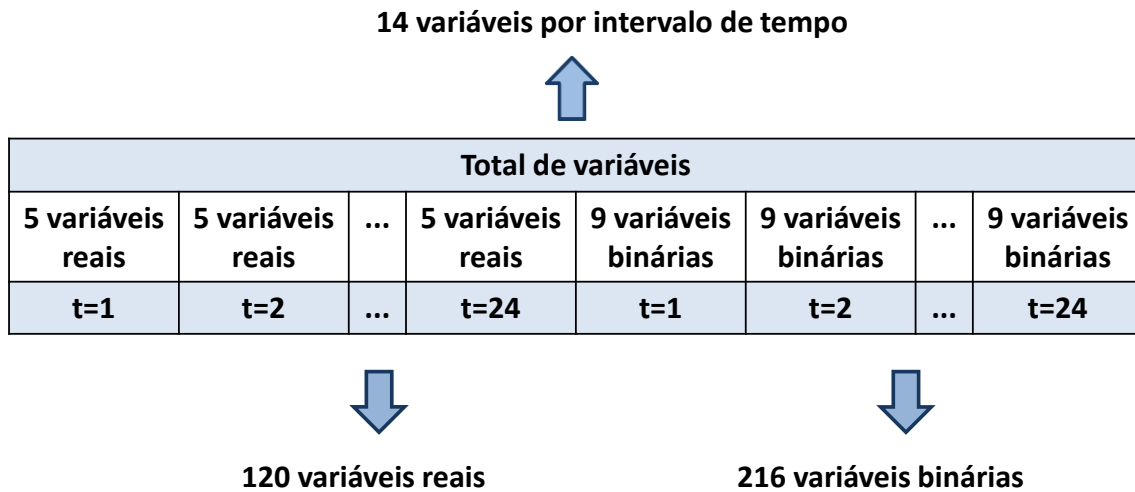 14 variáveis por intervalo de tempo
Total de variáveis
5 variáveis reais 5 variáveis reais ... 5 variáveis reais 9 variáveis binárias 9 variáveis binárias ... 9 variáveis binárias
t=1 t=2 ... t=24 t=1 t=2 ... t=24
120 variáveis reais 216 variáveis binárias